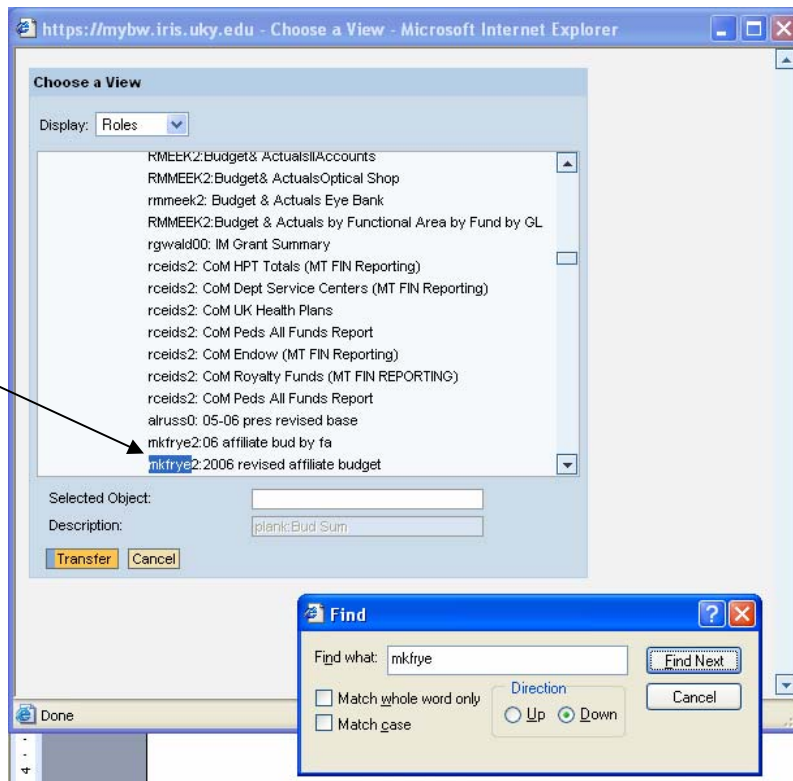 https://mybw.iris.uky.edu - Choose a View - Microsoft Internet Explorer
Choose a View
Display: Roles
RMEEK2:Budget& ActualsllAccounts
RMMEEK2:Budget& ActualsOptical Shop
rmmeek2: Budget & Actuals Eye Bank
RMMEEK2:Budget & Actuals by Functional Area by Fund by GL
rgwald00: IM Grant Summary
rceids2: CoM HPT Totals (MT FIN Reporting)
rceids2: CoM Dept Service Centers (MT FIN Reporting)
rceids2: CoM UK Health Plans
rceids2: CoM Peds All Funds Report
rceids2: CoM Endow (MT FIN Reporting)
rceids2: CoM Royalty Funds (MT FIN REPORTING)
rceids2: CoM Peds All Funds Report
alruss0: 05-06 pres revised base
mkfrye2:06 affiliate bud by fa
mkfrye2:2006 revised affiliate budget
Selected Object:
Description: plank:Bud Sum
Transfer Cancel
Find
Find what: mkfrye Find Next
Match whole word only Direction Cancel
Match case Up Down
Done
4